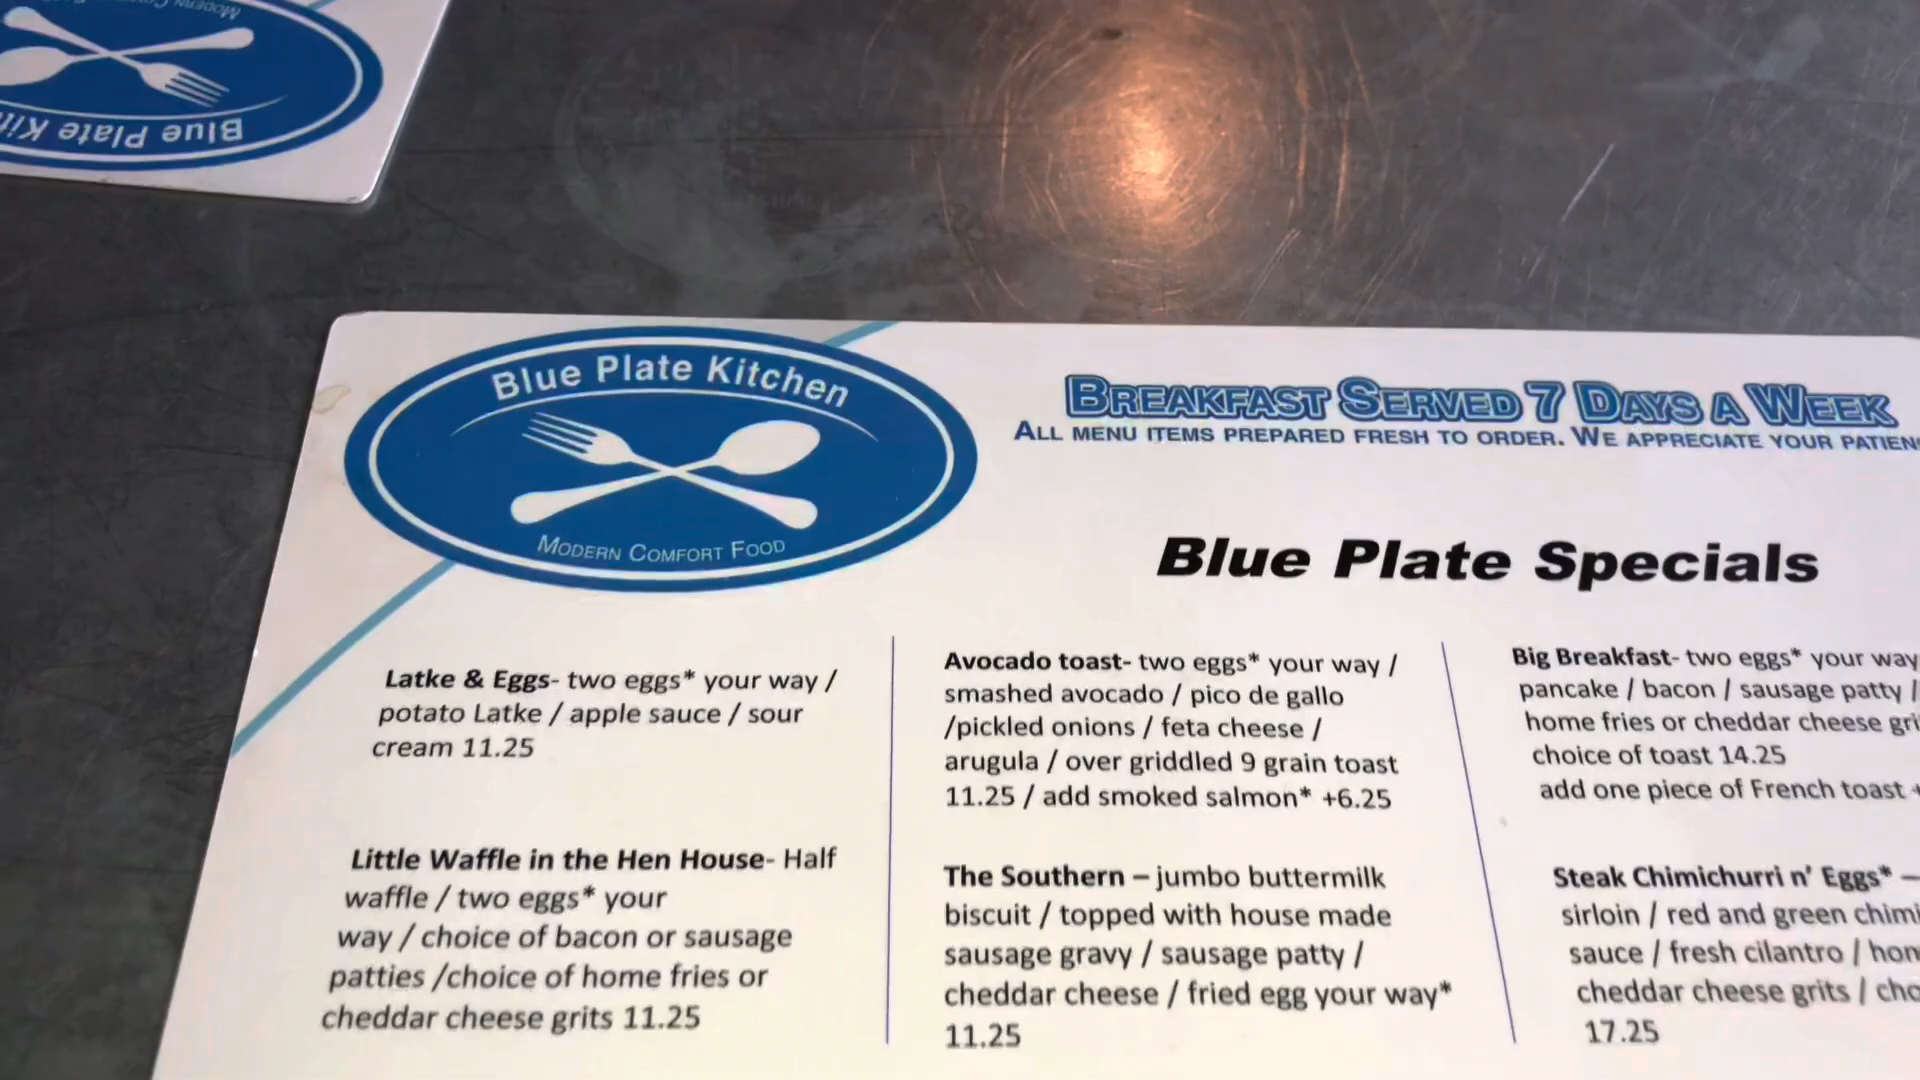 Modern
Blue Plate Kit
Blue Plate Kitchen
Modern Comfort Food
Breakfast Served 7 Days a Week
All menu items prepared fresh to order. We appreciate your
Blue Plate Specials
Latke & Eggs- two eggs* your way /
potato Latke / apple sauce / sour
cream 11.25
Little Waffle in the Hen House- Half
waffle / two eggs* your
way / choice of bacon or sausage
patties /choice of home fries or
cheddar cheese grits 11.25
Avocado toast- two eggs* your way /
smashed avocado / pico de gallo
/pickled onions / feta cheese /
arugula / over griddled 9 grain toast
11.25 / add smoked salmon* +6.25
The Southern – jumbo buttermilk
biscuit / topped with house made
sausage gravy / sausage patty /
cheddar cheese / fried egg your way*
11.25
Big Breakfast- two eggs* your way
pancake / bacon / sausage patty /
home fries or cheddar cheese gri
choice of toast 14.25
add one piece of French toast
Steak Chimichurri n' Eggs* –
sirloin / red and green chimi
sauce / fresh cilantro / hom
cheddar cheese grits / cho
17.25